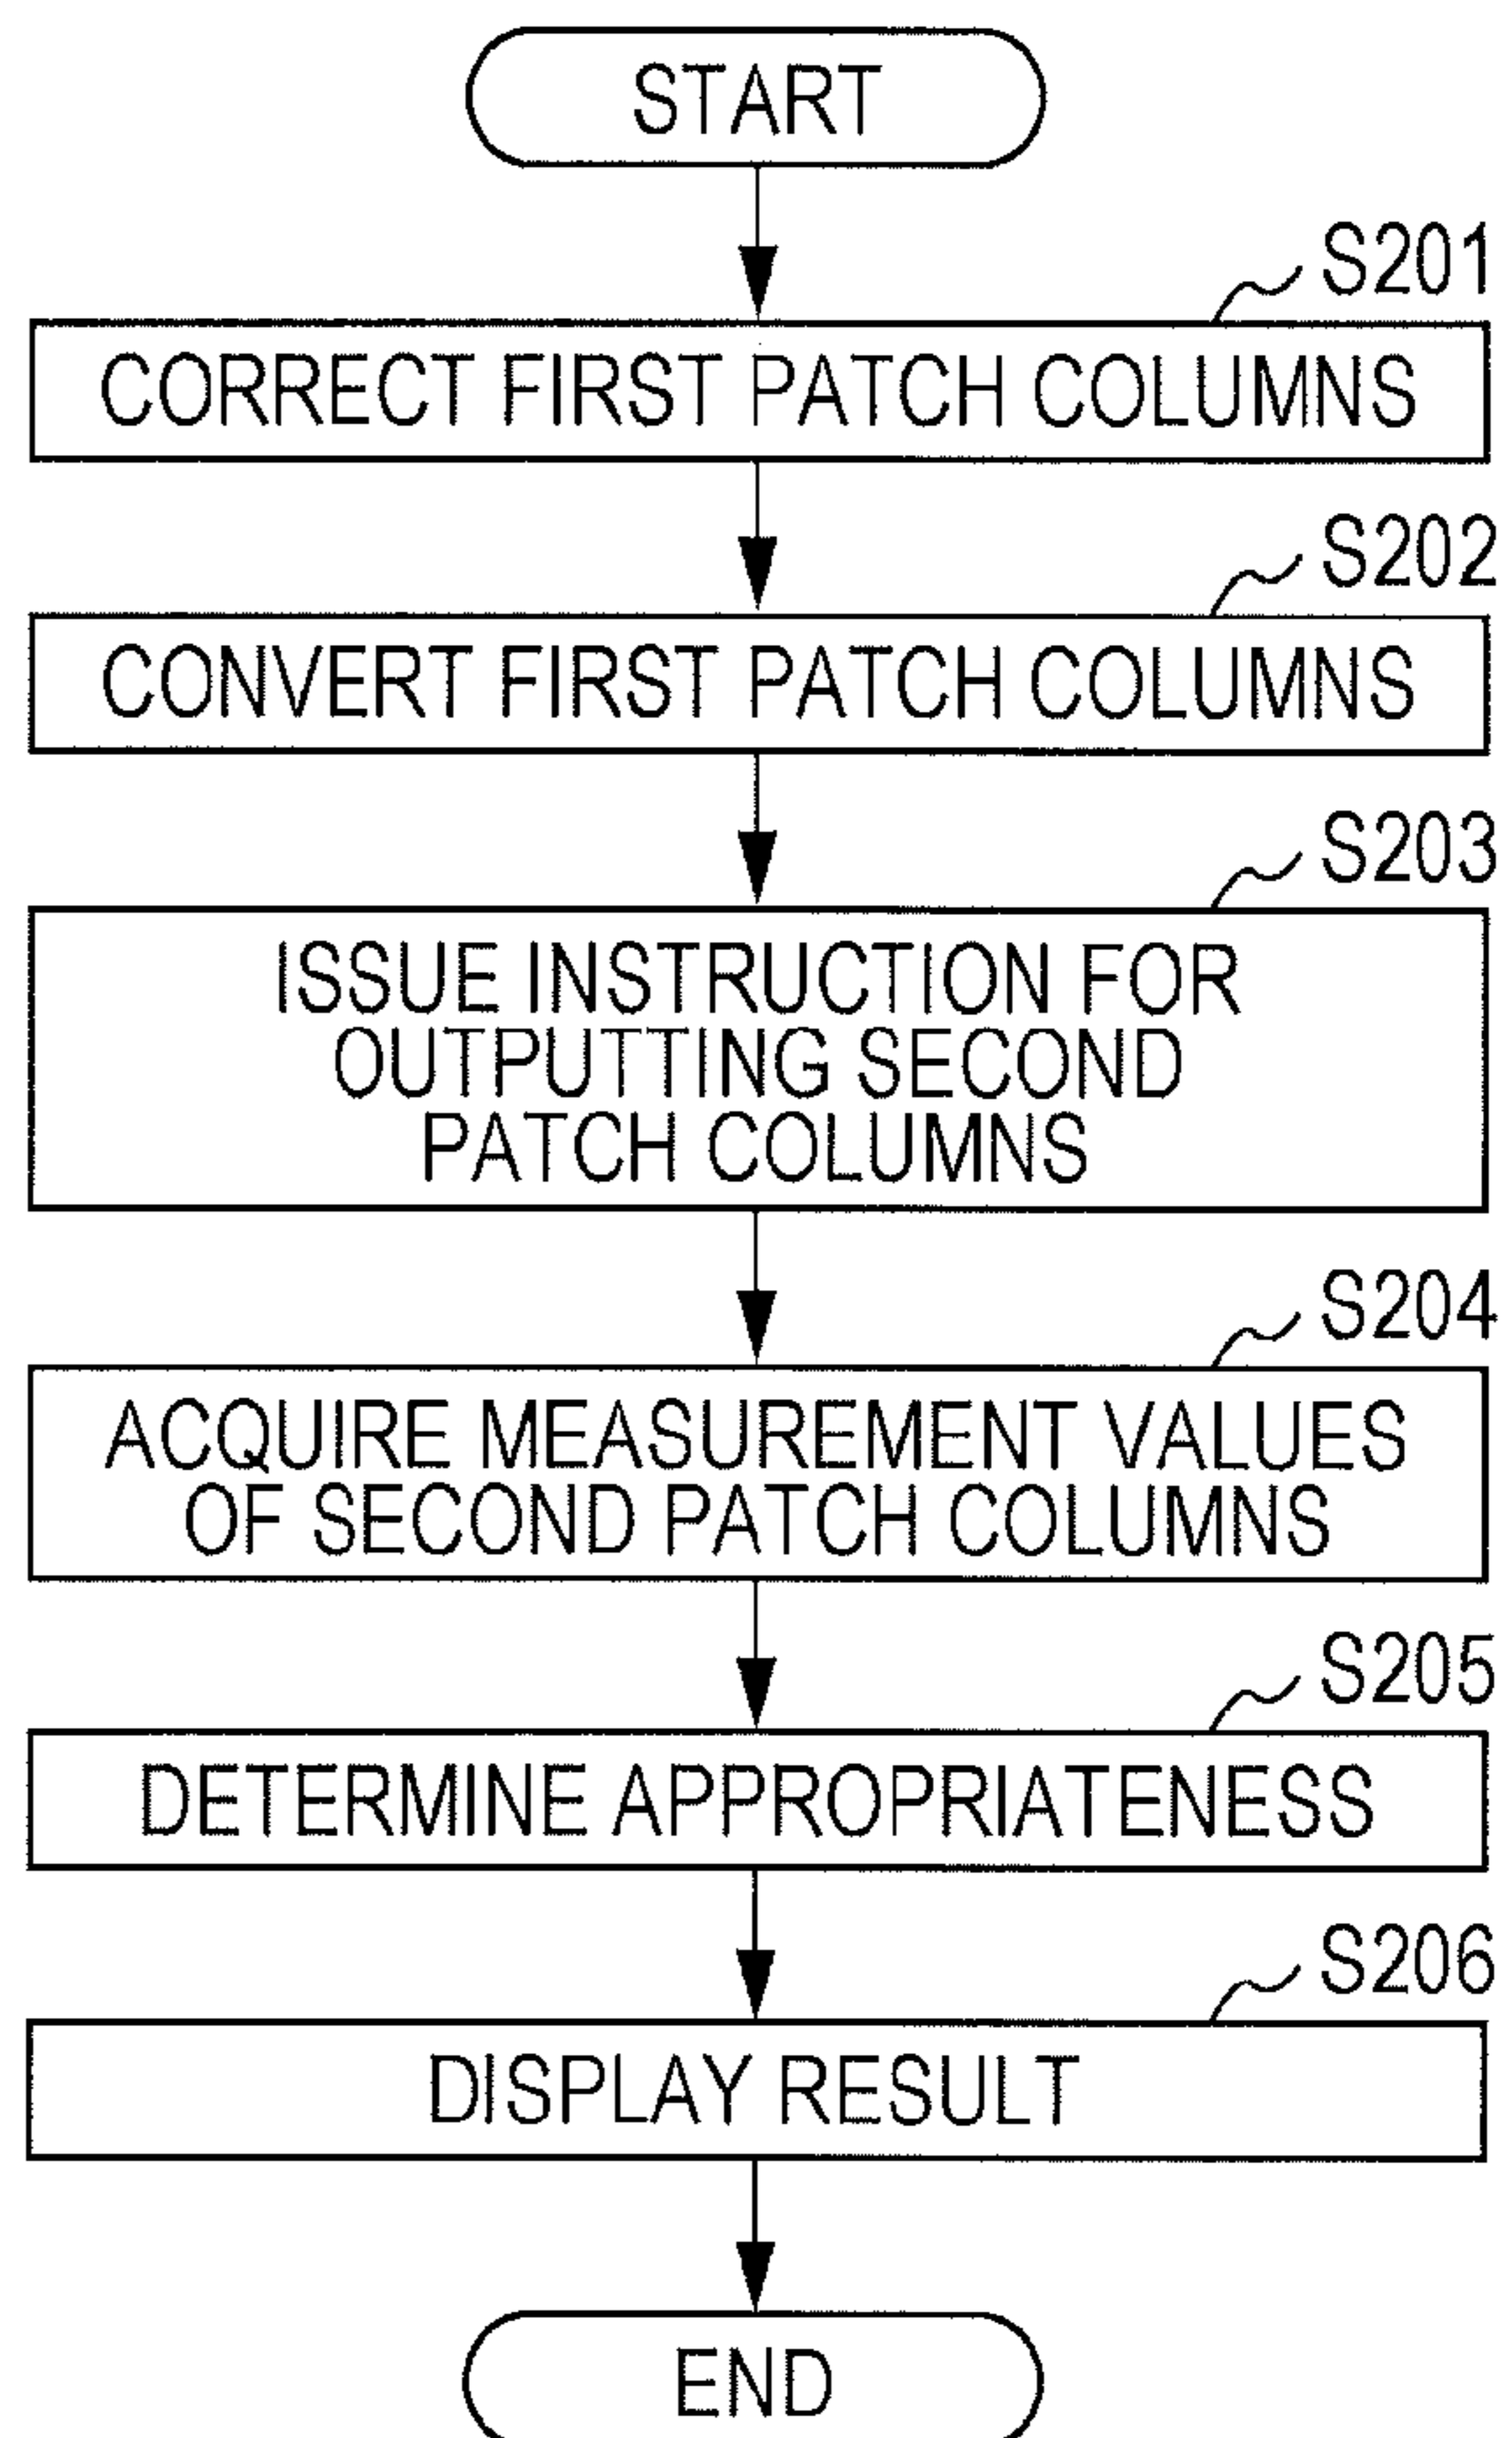 START
S201
CORRECT FIRST PATCH COLUMNS
S202
CONVERT FIRST PATCH COLUMNS
S203
ISSUE INSTRUCTION FOR
OUTPUTTING SECOND
PATCH COLUMNS
S204
ACQUIRE MEASUREMENT VALUES
OF SECOND PATCH COLUMNS
S205
DETERMINE APPROPRIATENESS
S206
DISPLAY RESULT
END